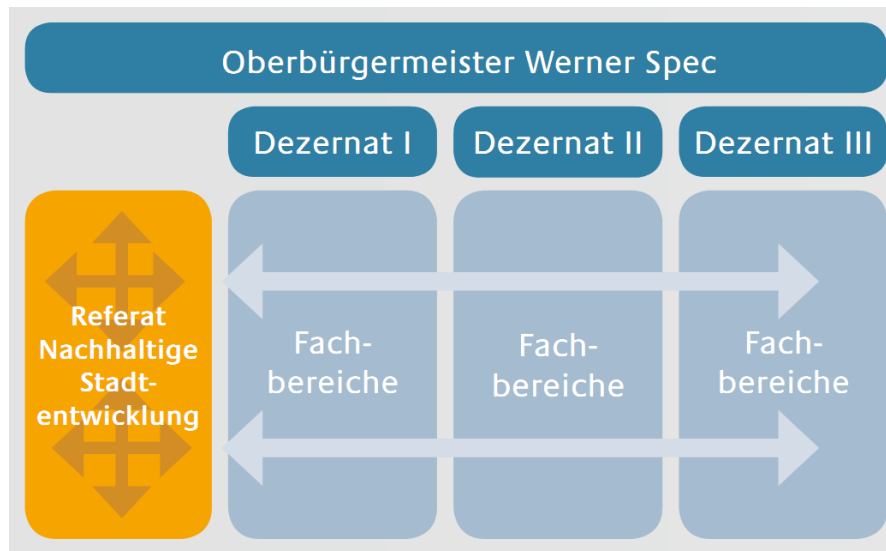 Oberbürgermeister Werner Spec
Dezernat I
Dezernat II
Dezernat III
Referat
Nachhaltige
Stadt-
entwicklung
Fach-
bereiche
Fach-
bereiche
Fach-
bereiche